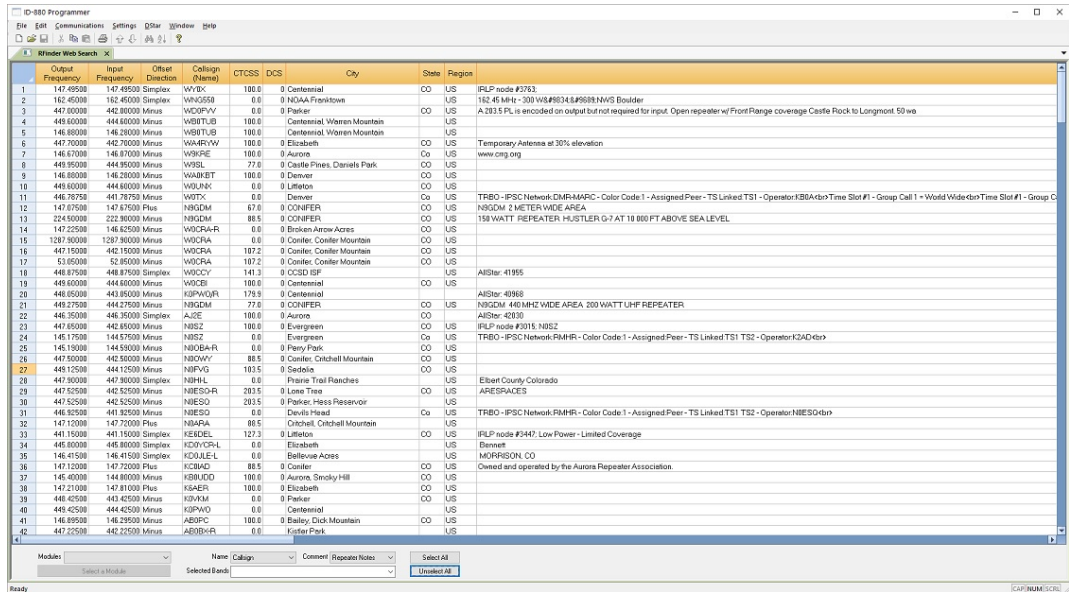 ID-880 Programmer
File Edit Communications Settings DStar Window Help
RFinder Web Search X
Output Frequency Input Frequency Offset Direction Callsign (Name) CTCSS DCS City State Region
1 147.49500 147.49500 Simplex WY0X 100.0 0 Centennial CO US IRLP node #3763;
2 162.45000 162.45000 Simplex WNG550 0.0 0 NOAA Franktown US 162.45 MHz - 300 W&#9834;&#9689;NWS Boulder
3 447.00000 442.00000 Minus WD0FVV 0.0 0 Parker CO US A 203.5 PL is encoded on output but not required for input. Open repeater w/ Front Range coverage Castle Rock to Longmont. 50 wa
4 449.60000 444.60000 Minus WB0TUB 100.0 Centennial, Warren Mountain US
5 146.88000 146.28000 Minus WB0TUB 100.0 Centennial, Warren Mountain US
6 447.70000 442.70000 Minus WA4RYW 100.0 0 Elizabeth CO US Temporary Antenna at 30% elevation
7 146.67000 146.07000 Minus W9KRE 100.0 0 Aurora Co US www.cmg.org
8 449.95000 444.95000 Minus W9SL 77.0 0 Castle Pines, Daniels Park CO US
9 146.88000 146.28000 Minus WA0KBT 100.0 0 Denver Co US
10 449.60000 444.60000 Minus W0UNX 0.0 0 Littleton CO US
11 446.78750 441.78750 Minus W0TX 0.0 Denver Co US TRBO - IPSC Network:DMR-MARC - Color Code:1 - Assigned:Peer - TS Linked:TS1 - Operator:KB0A<br>Time Slot #1 - Group Call 1 = World Wide<br>Time Slot #1 - Group C
12 147.07500 147.67500 Plus N9GDM 67.0 0 CONIFER CO US N9GDM 2 METER WIDE AREA
13 224.50000 222.90000 Minus N9GDM 88.5 0 CONIFER CO US 150 WATT REPEATER HUSTLER G-7 AT 10 000 FT ABOVE SEA LEVEL
14 147.22500 146.62500 Minus W0CRA-R 0.0 0 Broken Arrow Acres CO US
15 1287.90000 1287.90000 Minus W0CRA 0.0 0 Conifer, Conifer Mountain CO US
16 447.15000 442.15000 Minus W0CRA 107.2 0 Conifer, Conifer Mountain CO US
17 53.05000 52.05000 Minus W0CRA 107.2 0 Conifer, Conifer Mountain CO US
18 448.87500 448.87500 Simplex W0CCY 141.3 0 CCSD ISF US AllStar: 41955
19 449.60000 444.60000 Minus W0CBI 100.0 0 Centennial CO US
20 448.05000 443.05000 Minus K0PWO/R 179.9 0 Centennial AllStar: 40968
21 449.27500 444.27500 Minus N9GDM 77.0 0 CONIFER CO US N9GDM 440 MHZ WIDE AREA 200 WATT UHF REPEATER
22 446.35000 446.35000 Simplex AJ2E 100.0 0 Aurora CO AllStar: 42030
23 447.65000 442.65000 Minus N0SZ 100.0 0 Evergreen CO US IRLP node #3015; N0SZ
24 145.17500 144.57500 Minus N0SZ 0.0 Evergreen Co US TRBO - IPSC Network:RMHR - Color Code:1 - Assigned:Peer - TS Linked:TS1 TS2 - Operator:K2AD<br>
25 145.19000 144.59000 Minus N0OBA-R 0.0 0 Perry Park CO US
26 447.50000 442.50000 Minus N0OWY 88.5 0 Conifer, Critchell Mountain CO US
27 449.12500 444.12500 Minus N0FVG 103.5 0 Sedalia CO US
28 447.90000 447.90000 Simplex N0HI-L Prairie Trail Ranches US Elbert County Colorado
29 447.52500 442.52500 Minus N0ESQ-R 203.5 0 Lone Tree CO US ARESRACES
30 447.52500 442.52500 Minus N0ESQ 203.5 0 Parker, Hess Reservoir US
31 446.92500 441.92500 Minus N0ESQ 0.0 Devils Head Co US TRBO - IPSC Network:RMHR - Color Code:1 - Assigned:Peer - TS Linked:TS1 TS2 - Operator:N0ESQ<br>
32 147.12000 147.72000 Plus N0ARA 88.5 Critchell, Critchell Mountain US
33 441.15000 441.15000 Simplex KE6DEL 127.3 0 Littleton CO US IRLP node #3447; Low Power - Limited Coverage
34 445.80000 445.80000 Simplex KD0YCR-L 0.0 Elizabeth US Bennett
35 146.41500 146.41500 Simplex KD0JLE-L 0.0 Bellevue Acres US MORRISON, CO
36 147.12000 147.72000 Plus KC0IAD 88.5 0 Conifer CO US Owned and operated by the Aurora Repeater Association.
37 145.40000 144.80000 Minus KB0UDD 100.0 0 Aurora, Smoky Hill CO US
38 147.21000 147.81000 Plus K6AER 100.0 0 Elizabeth CO US
39 448.42500 443.42500 Minus K0VKM 0.0 0 Parker CO US
40 449.42500 444.42500 Minus K0PWO 0.0 Centennial US
41 146.89500 146.29500 Minus AB0PC 100.0 0 Bailey, Dick Mountain CO US
42 447.22500 442.22500 Minus AB0BX-R 0.0 Kistler Park US
Modules Name Callsign Comment Repeater Notes Select All
Select a Module Selected Bands Unselect All
Ready CAP NUM SCRL